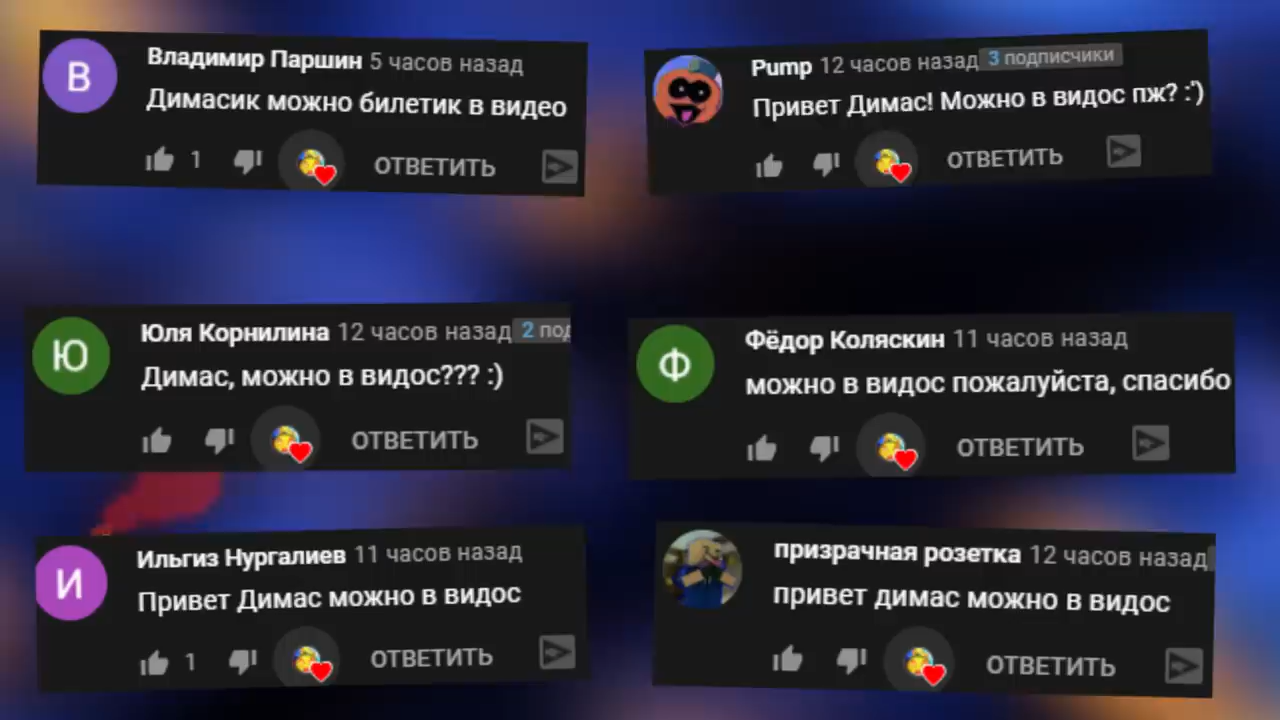 В
Владимир Паршин 5 часов назад
Димасик можно билетик в видео
1 ОТВЕТИТЬ
Pump 12 часов назад 3 подписчики
Привет Димас! Можно в видос пж? :')
ОТВЕТИТЬ
Ю
Юля Корнилина 12 часов назад 2 под
Димас, можно в видос??? :)
ОТВЕТИТЬ
Ф
Фёдор Коляскин 11 часов назад
можно в видос пожалуйста, спасибо
ОТВЕТИТЬ
И
Ильгиз Нургалиев 11 часов назад
Привет Димас можно в видос
1 ОТВЕТИТЬ
призрачная розетка 12 часов назад
привет димас можно в видос
ОТВЕТИТЬ